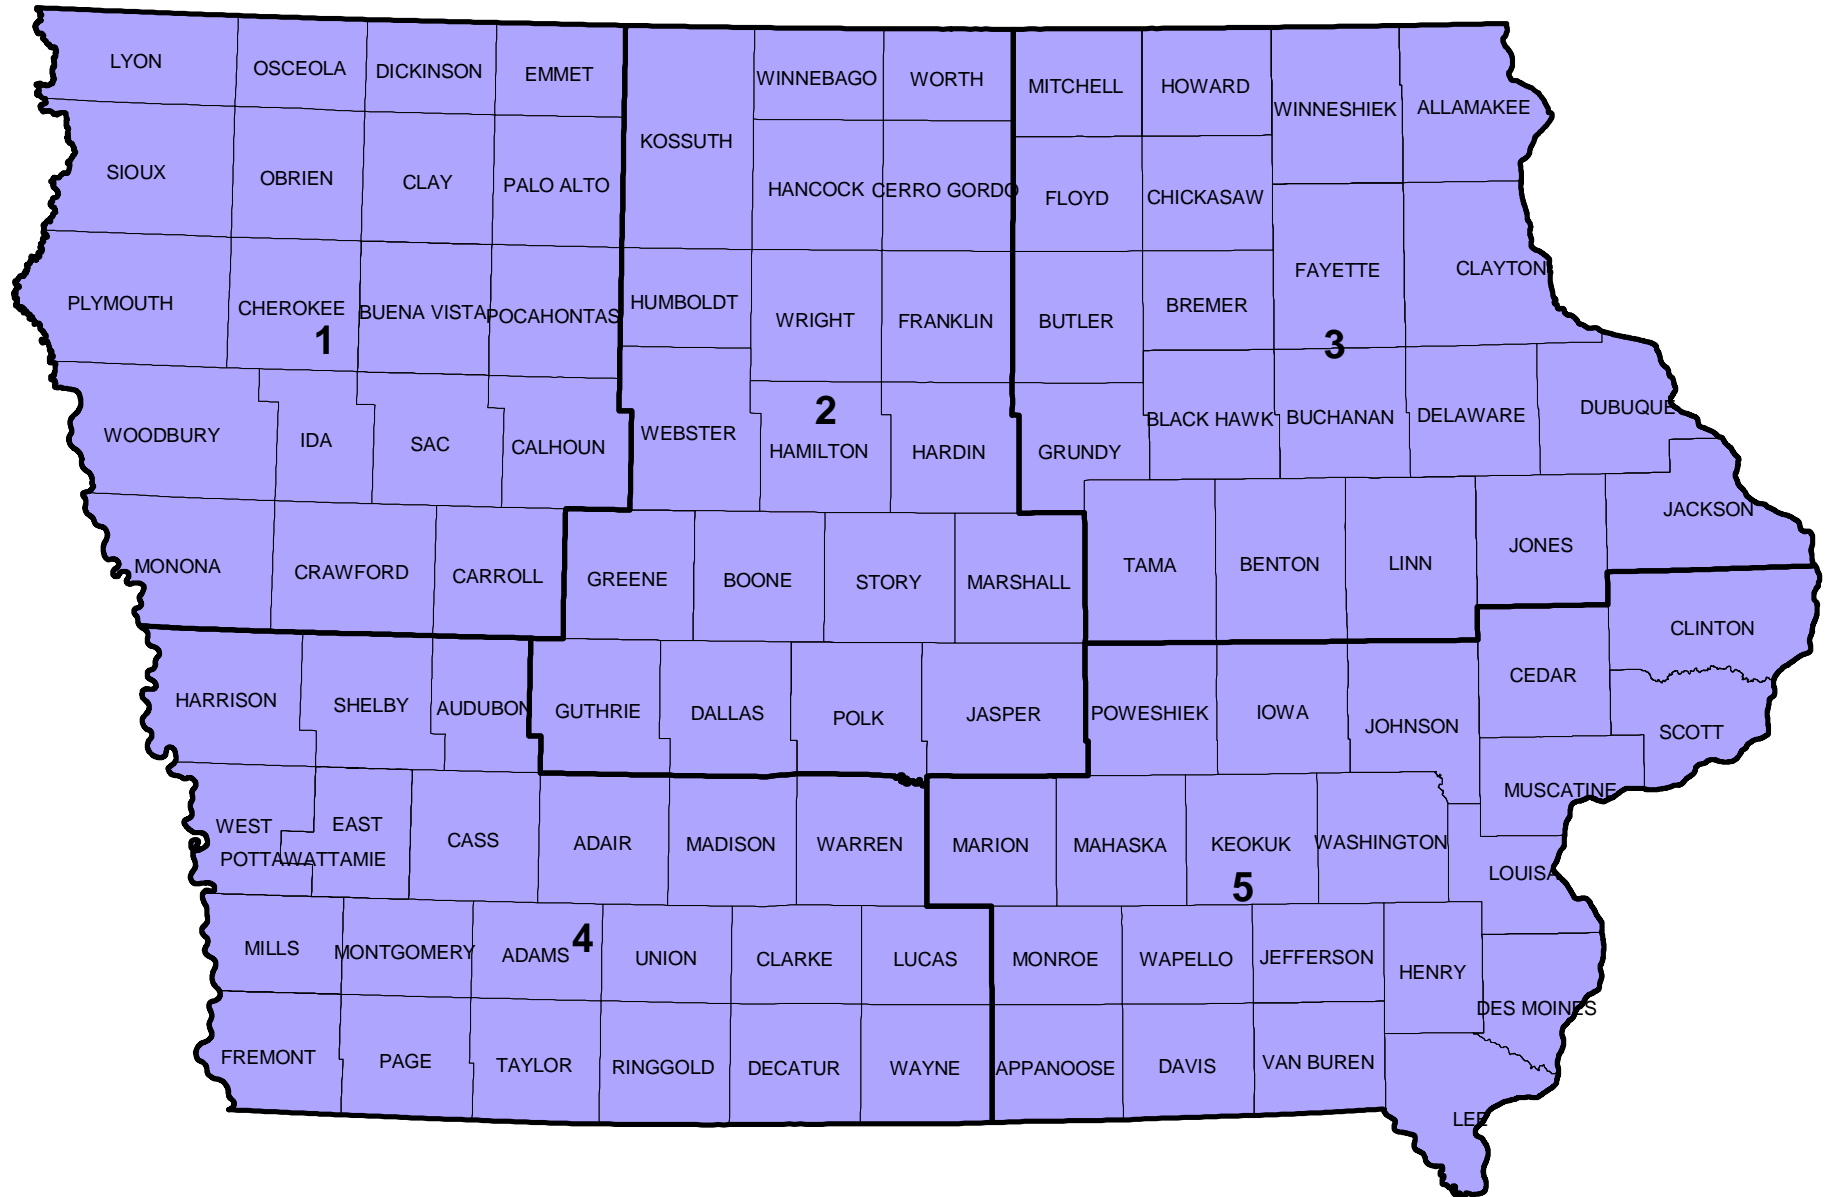 LYON
OSCEOLA
DICKINSON
EMMET
WINNEBAGO
WORTH
MITCHELL
HOWARD
WINNESHIEK
ALLAMAKEE
KOSSUTH
SIOUX
OBRIEN
CLAY
PALO ALTO
HANCOCK
CERRO GORDO
FLOYD
CHICKASAW
FAYETTE
CLAYTON
PLYMOUTH
CHEROKEE
BUENA VISTA
POCAHONTAS
HUMBOLDT
WRIGHT
FRANKLIN
BUTLER
BREMER
1
3
2
WOODBURY
IDA
SAC
CALHOUN
WEBSTER
HAMILTON
HARDIN
GRUNDY
BLACK HAWK
BUCHANAN
DELAWARE
DUBUQUE
JACKSON
MONONA
CRAWFORD
CARROLL
GREENE
BOONE
STORY
MARSHALL
TAMA
BENTON
LINN
JONES
CLINTON
CEDAR
HARRISON
SHELBY
AUDUBON
GUTHRIE
DALLAS
POLK
JASPER
POWESHIEK
IOWA
JOHNSON
SCOTT
MUSCATINE
WEST
EAST
POTTAWATTAMIE
CASS
ADAIR
MADISON
WARREN
MARION
MAHASKA
KEOKUK
WASHINGTON
LOUISA
5
4
MILLS
MONTGOMERY
ADAMS
UNION
CLARKE
LUCAS
MONROE
WAPELLO
JEFFERSON
HENRY
DES MOINES
FREMONT
PAGE
TAYLOR
RINGGOLD
DECATUR
WAYNE
APPANOOSE
DAVIS
VAN BUREN
LEE